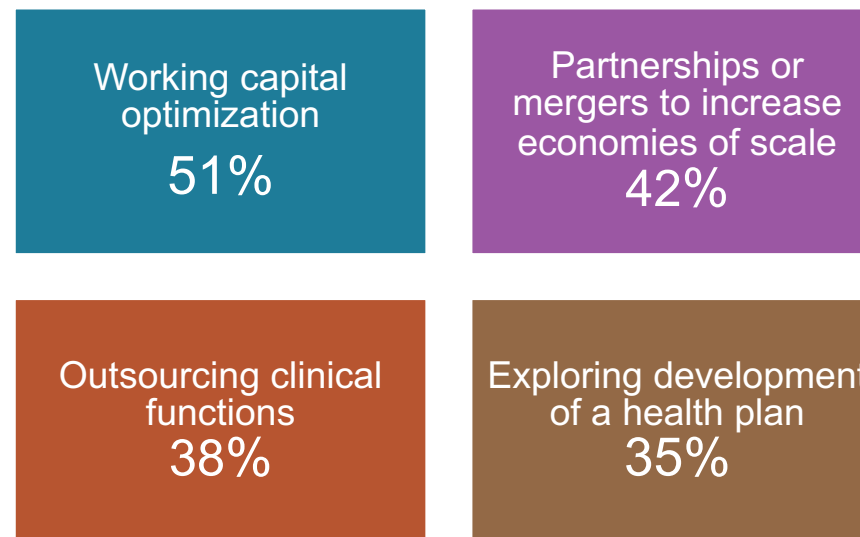 Working capital
optimization
51%
Partnerships or
mergers to increase
economies of scale
42%
Outsourcing clinical
functions
38%
Exploring development
of a health plan
35%